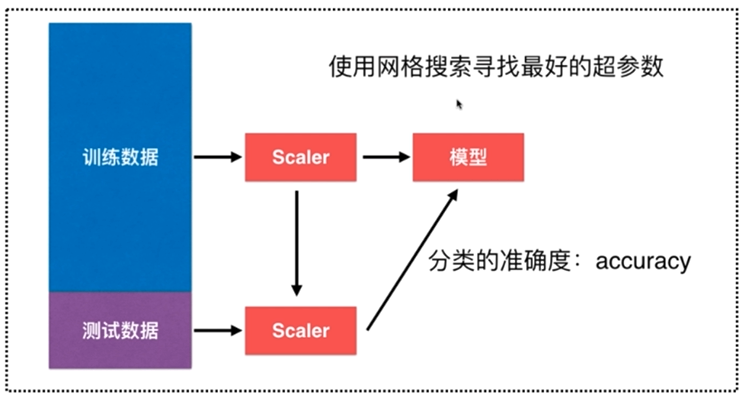 使用网格搜索寻找最好的超参数
训练数据
Scaler
模型
分类的准确度：accuracy
测试数据
Scaler